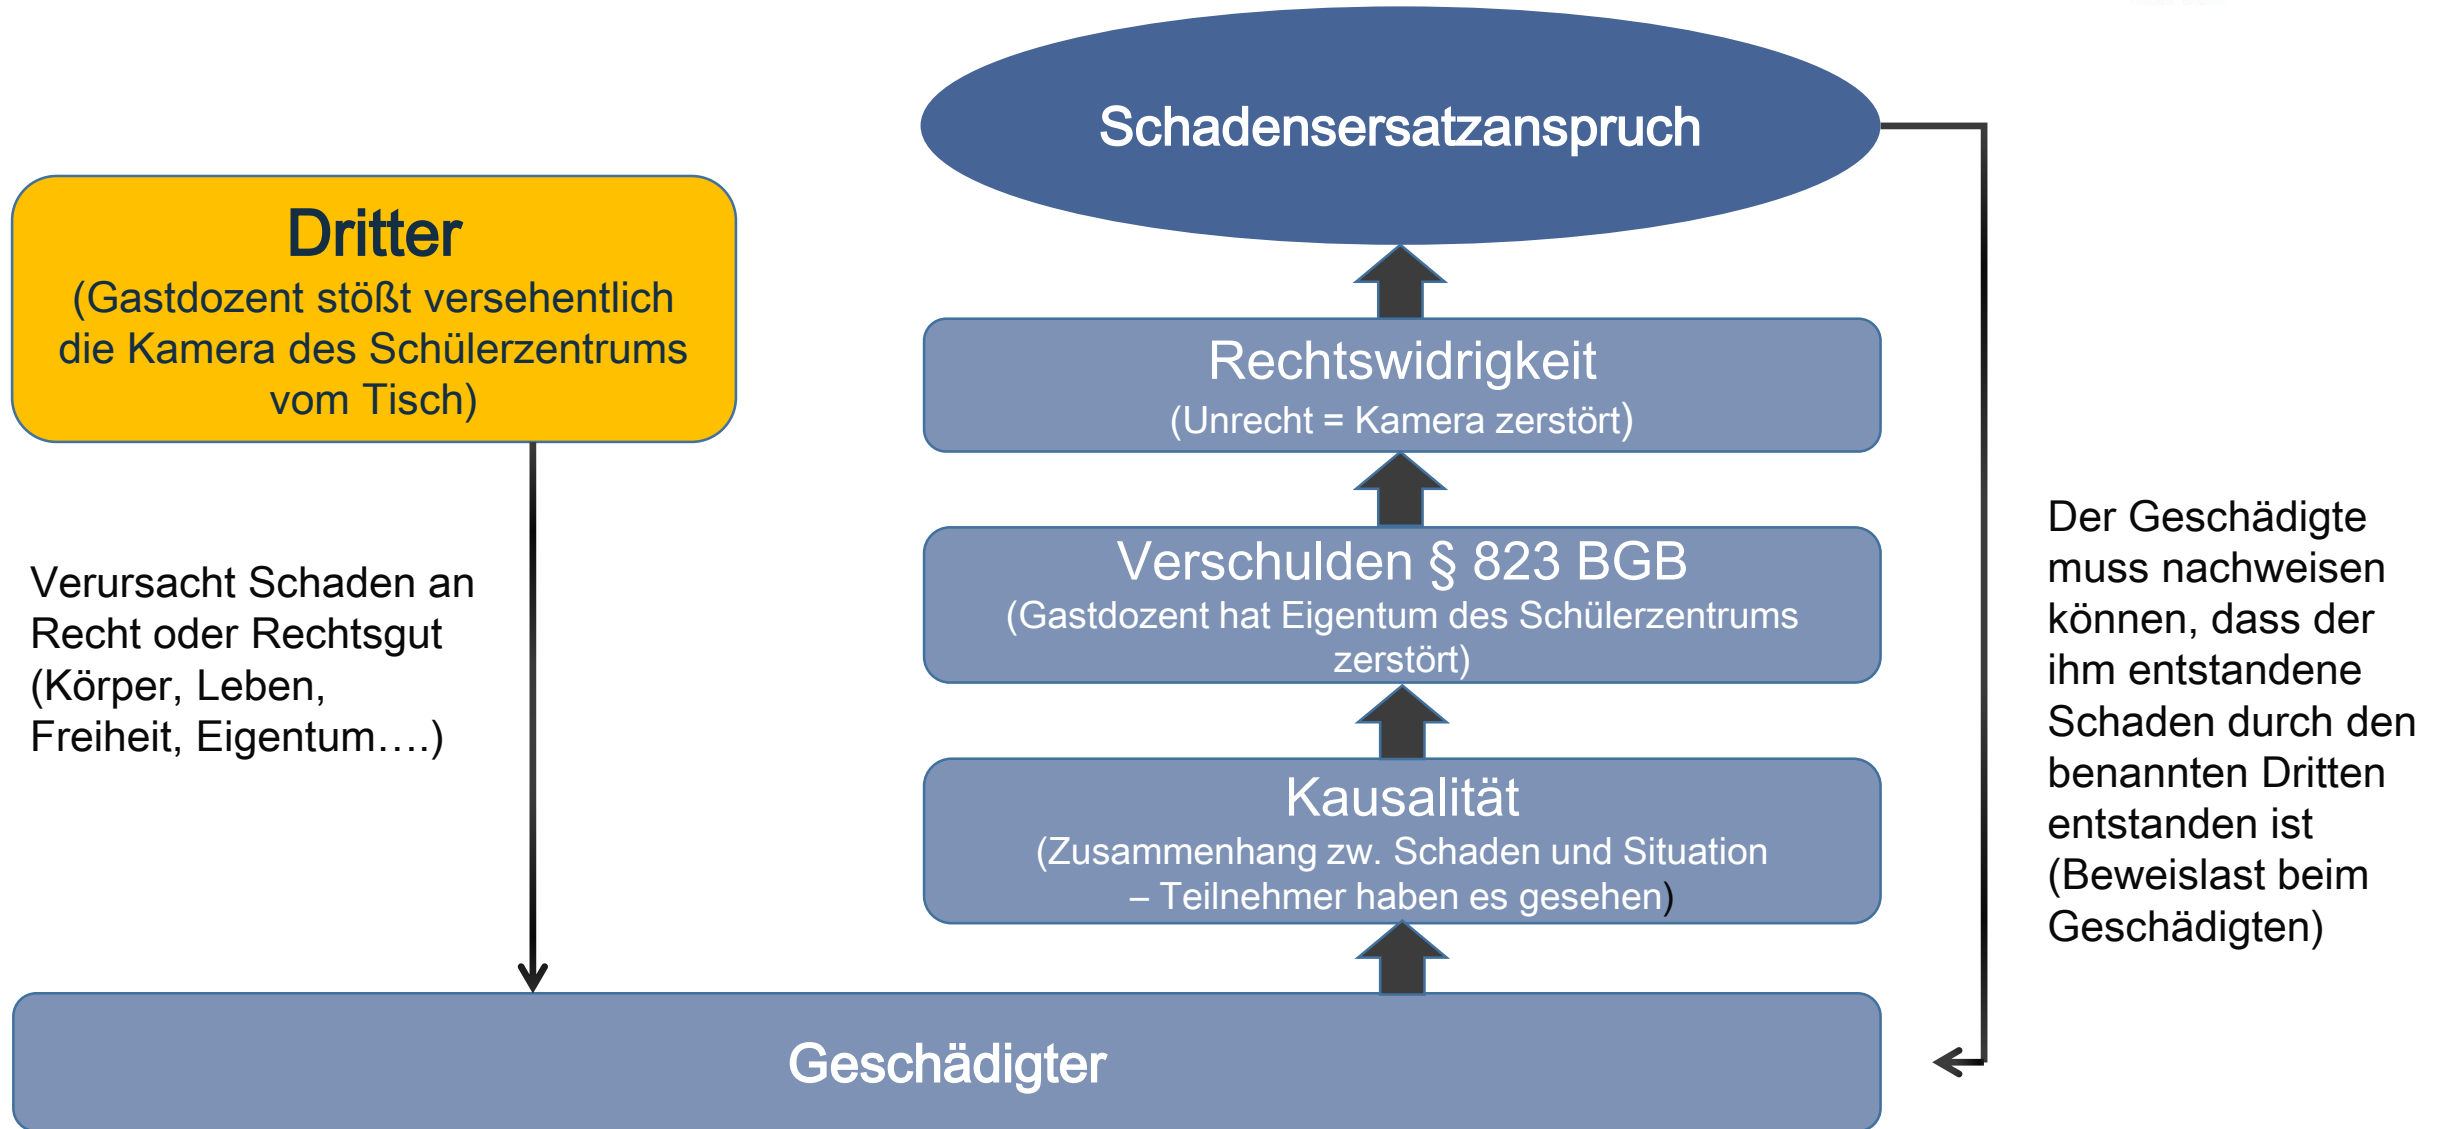 Schadensersatzanspruch
Dritter
(Gastdozent stößt versehentlich
die Kamera des Schülerzentrums
vom Tisch)
Rechtswidrigkeit
(Unrecht = Kamera zerstört)
Verschulden § 823 BGB
(Gastdozent hat Eigentum des Schülerzentrums
zerstört)
Verursacht Schaden an
Recht oder Rechtsgut
(Körper, Leben,
Freiheit, Eigentum….)
Kausalität
(Zusammenhang zw. Schaden und Situation
– Teilnehmer haben es gesehen)
Der Geschädigte
muss nachweisen
können, dass der
ihm entstandene
Schaden durch den
benannten Dritten
entstanden ist
(Beweislast beim
Geschädigten)
Geschädigter